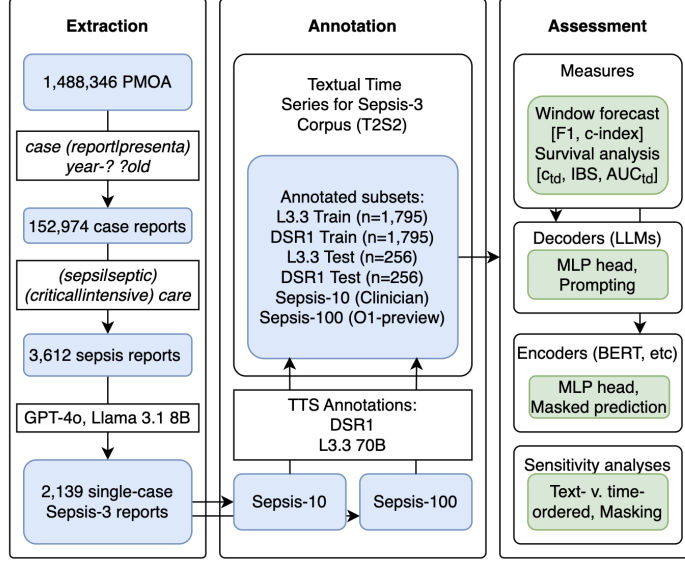 Extraction
1,488,346 PMOA
case (report|presenta)
year-? ?old
152,974 case reports
(sepsi|septic)
(critical|intensive) care
3,612 sepsis reports
GPT-4o, Llama 3.1 8B
2,139 single-case
Sepsis-3 reports
Annotation
Textual Time
Series for Sepsis-3
Corpus (T2S2)
Annotated subsets:
L3.3 Train (n=1,795)
DSR1 Train (n=1,795)
L3.3 Test (n=256)
DSR1 Test (n=256)
Sepsis-10 (Clinician)
Sepsis-100 (O1-preview)
TTS Annotations:
DSR1
L3.3 70B
Sepsis-10
Sepsis-100
Assessment
Measures
Window forecast
[F1, c-index]
Survival analysis
[ctd, IBS, AUCtd]
Decoders (LLMs)
MLP head,
Prompting
Encoders (BERT, etc)
MLP head,
Masked prediction
Sensitivity analyses
Text- v. time-
ordered, Masking